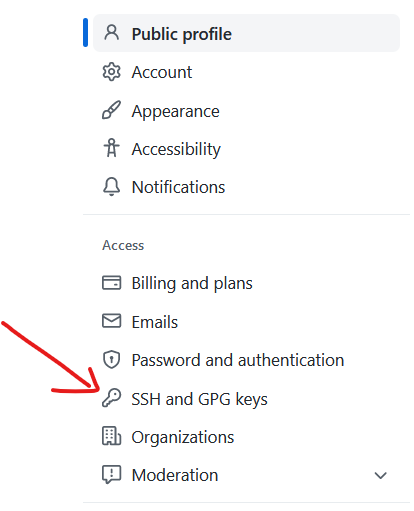 Public profile
Account
Appearance
Accessibility
Notifications
Access
Billing and plans
Emails
Password and authentication
SSH and GPG keys
Organizations
Moderation